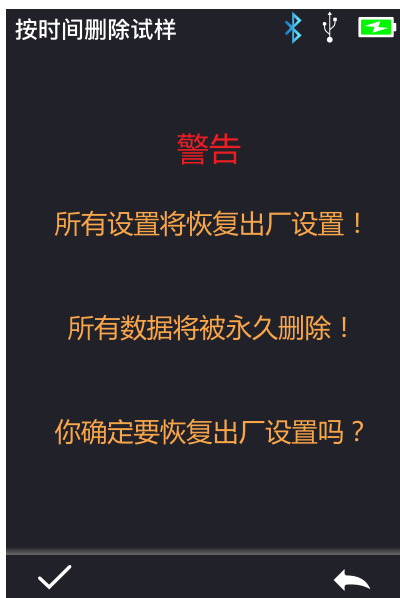 按时间删除试样
警告
所有设置将恢复出厂设置！
所有数据将被永久删除！
你确定要恢复出厂设置吗？